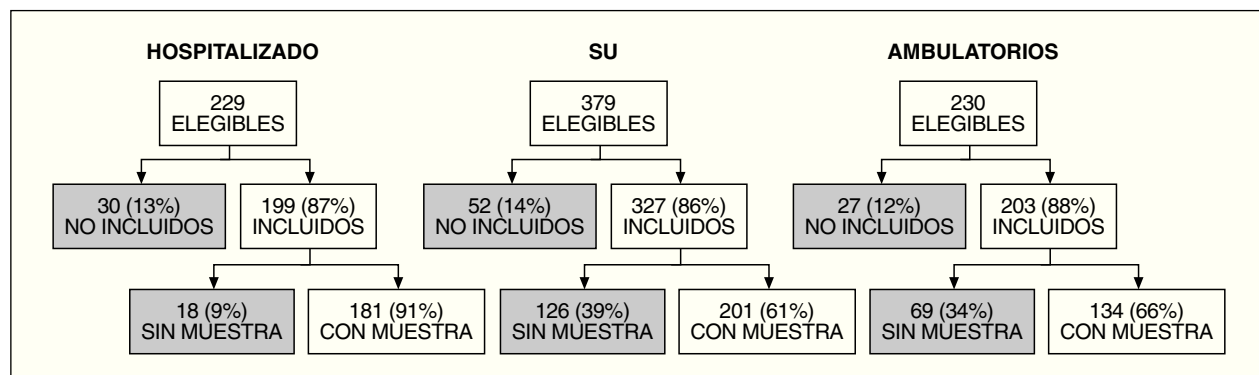 HOSPITALIZADO
229
ELEGIBLES
30 (13%)
NO INCLUIDOS
199 (87%)
INCLUIDOS
18 (9%)
SIN MUESTRA
181 (91%)
CON MUESTRA
SU
379
ELEGIBLES
52 (14%)
NO INCLUIDOS
327 (86%)
INCLUIDOS
126 (39%)
SIN MUESTRA
201 (61%)
CON MUESTRA
AMBULATORIOS
230
ELEGIBLES
27 (12%)
NO INCLUIDOS
203 (88%)
INCLUIDOS
69 (34%)
SIN MUESTRA
134 (66%)
CON MUESTRA